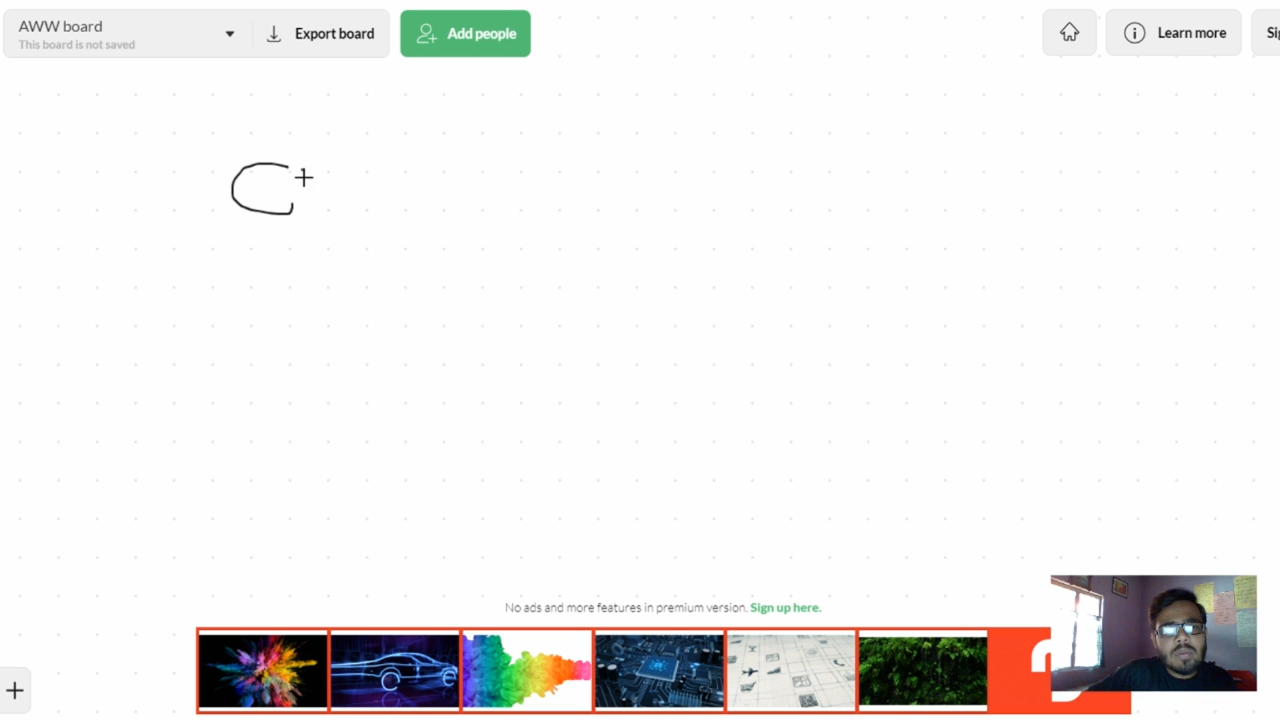 AWW board
This board is not saved
Export board
Add people
Learn more
C
No ads and more features in premium version. Sign up here.